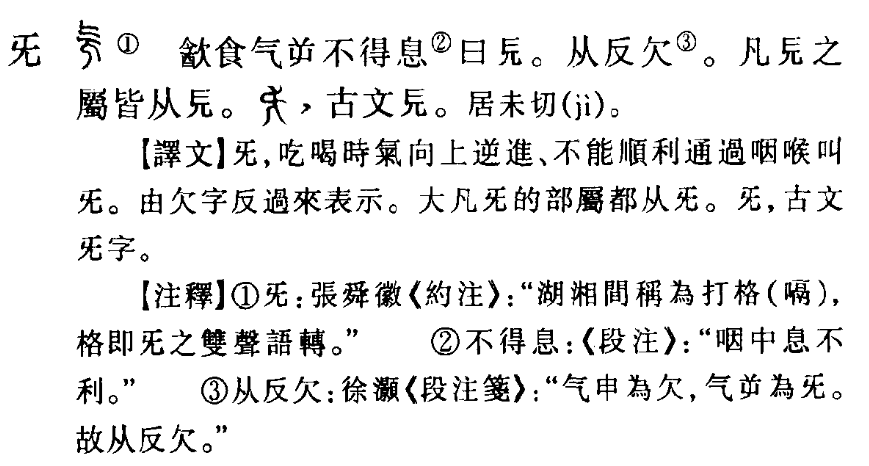 旡 ① 㱃食气屰不得息②曰旡。从反欠③。凡旡之
屬皆从旡。，古文旡。居未切(jì)。
【譯文】旡，吃喝時氣向上逆進、不能順利通過咽喉叫
旡。由欠字反過來表示。大凡旡的部屬都从旡。旡，古文
旡字。
【注釋】①旡：張舜徽《約注》：“湖湘間稱為打格(嗝)，
格即旡之雙聲語轉。” ②不得息：《段注》：“咽中息不
利。” ③从反欠：徐灝《段注箋》：“气申為欠，气屰為旡。
故从反欠。”